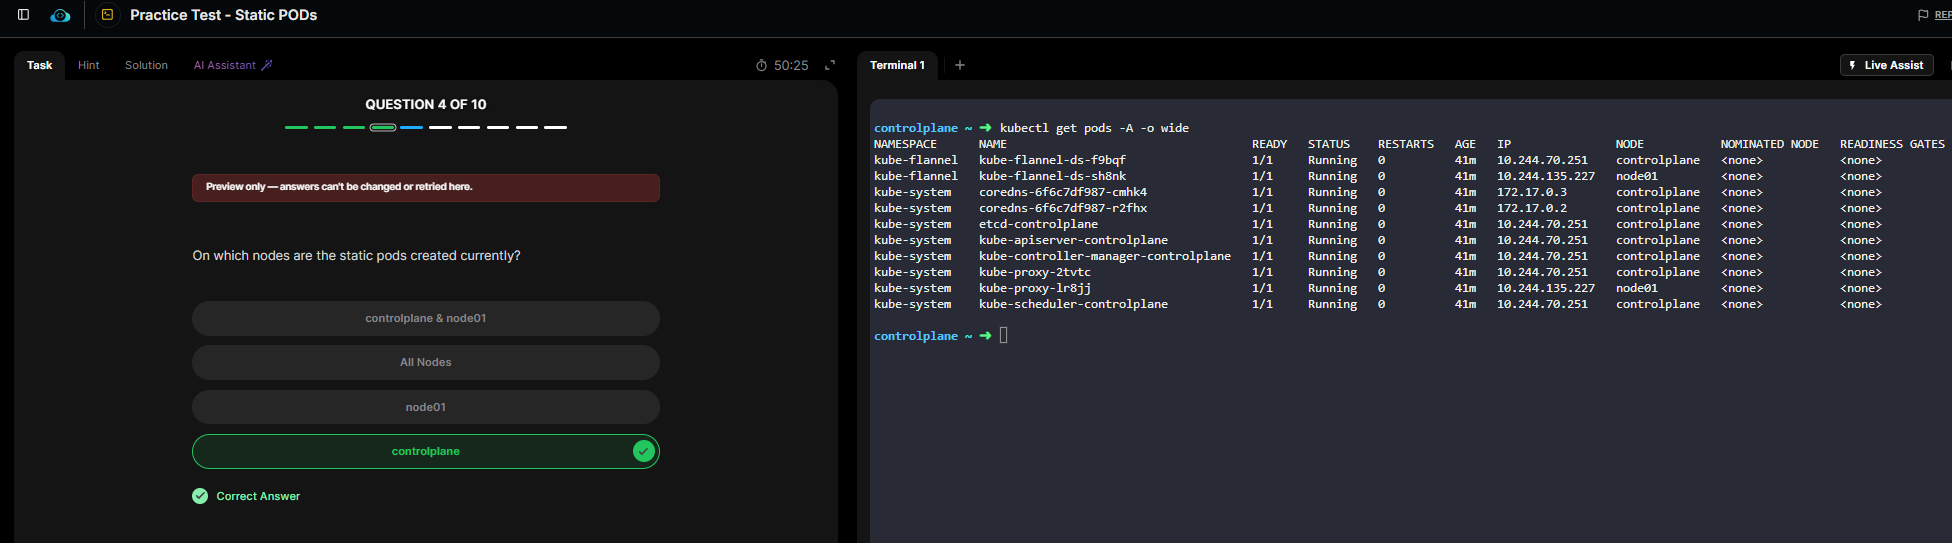 Practice Test - Static PODs
REP
Task Hint Solution AI Assistant 50:25
QUESTION 4 OF 10
Preview only — answers can't be changed or retried here.
On which nodes are the static pods created currently?
controlplane & node01
All Nodes
node01
controlplane
Correct Answer
Terminal 1 +
Live Assist
controlplane ~ ➜ kubectl get pods -A -o wide
NAMESPACE NAME READY STATUS RESTARTS AGE IP NODE NOMINATED NODE READINESS GATES
kube-flannel kube-flannel-ds-f9bqf 1/1 Running 0 41m 10.244.70.251 controlplane <none> <none>
kube-flannel kube-flannel-ds-sh8nk 1/1 Running 0 41m 10.244.135.227 node01 <none> <none>
kube-system coredns-6f6c7df987-cmhk4 1/1 Running 0 41m 172.17.0.3 controlplane <none> <none>
kube-system coredns-6f6c7df987-r2fhx 1/1 Running 0 41m 172.17.0.2 controlplane <none> <none>
kube-system etcd-controlplane 1/1 Running 0 41m 10.244.70.251 controlplane <none> <none>
kube-system kube-apiserver-controlplane 1/1 Running 0 41m 10.244.70.251 controlplane <none> <none>
kube-system kube-controller-manager-controlplane 1/1 Running 0 41m 10.244.70.251 controlplane <none> <none>
kube-system kube-proxy-2tvtc 1/1 Running 0 41m 10.244.70.251 controlplane <none> <none>
kube-system kube-proxy-lr8jj 1/1 Running 0 41m 10.244.135.227 node01 <none> <none>
kube-system kube-scheduler-controlplane 1/1 Running 0 41m 10.244.70.251 controlplane <none> <none>
controlplane ~ ➜